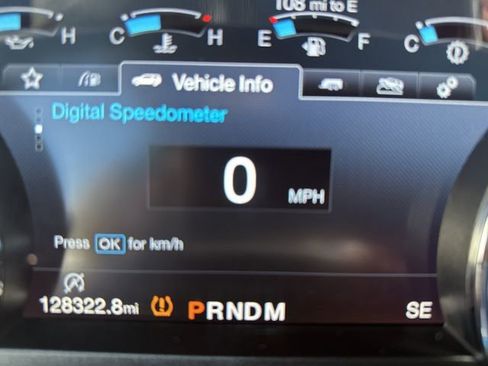 108 mi to E
H C H E F C
Vehicle Info
Digital Speedometer
0 MPH
Press OK for km/h
128322.8mi PRNDM SE